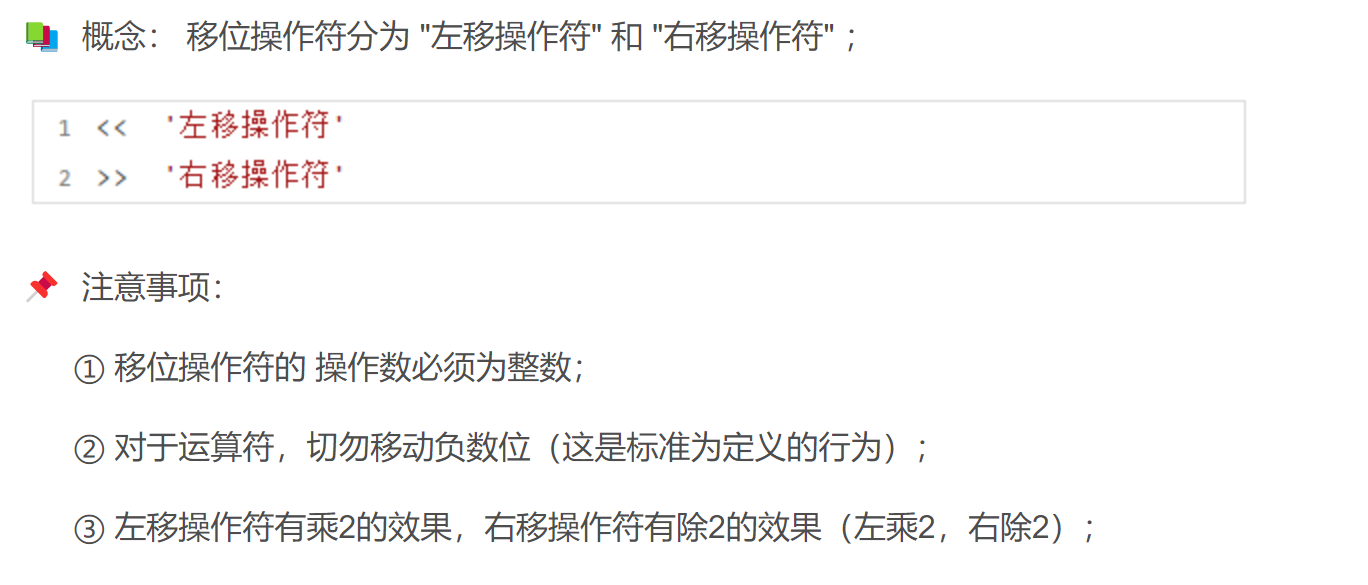 概念： 移位操作符分为 "左移操作符" 和 "右移操作符" ；
1 << '左移操作符'
2 >> '右移操作符'
注意事项：
① 移位操作符的 操作数必须为整数；
② 对于运算符，切勿移动负数位（这是标准为定义的行为）；
③ 左移操作符有乘2的效果，右移操作符有除2的效果（左乘2，右除2）；